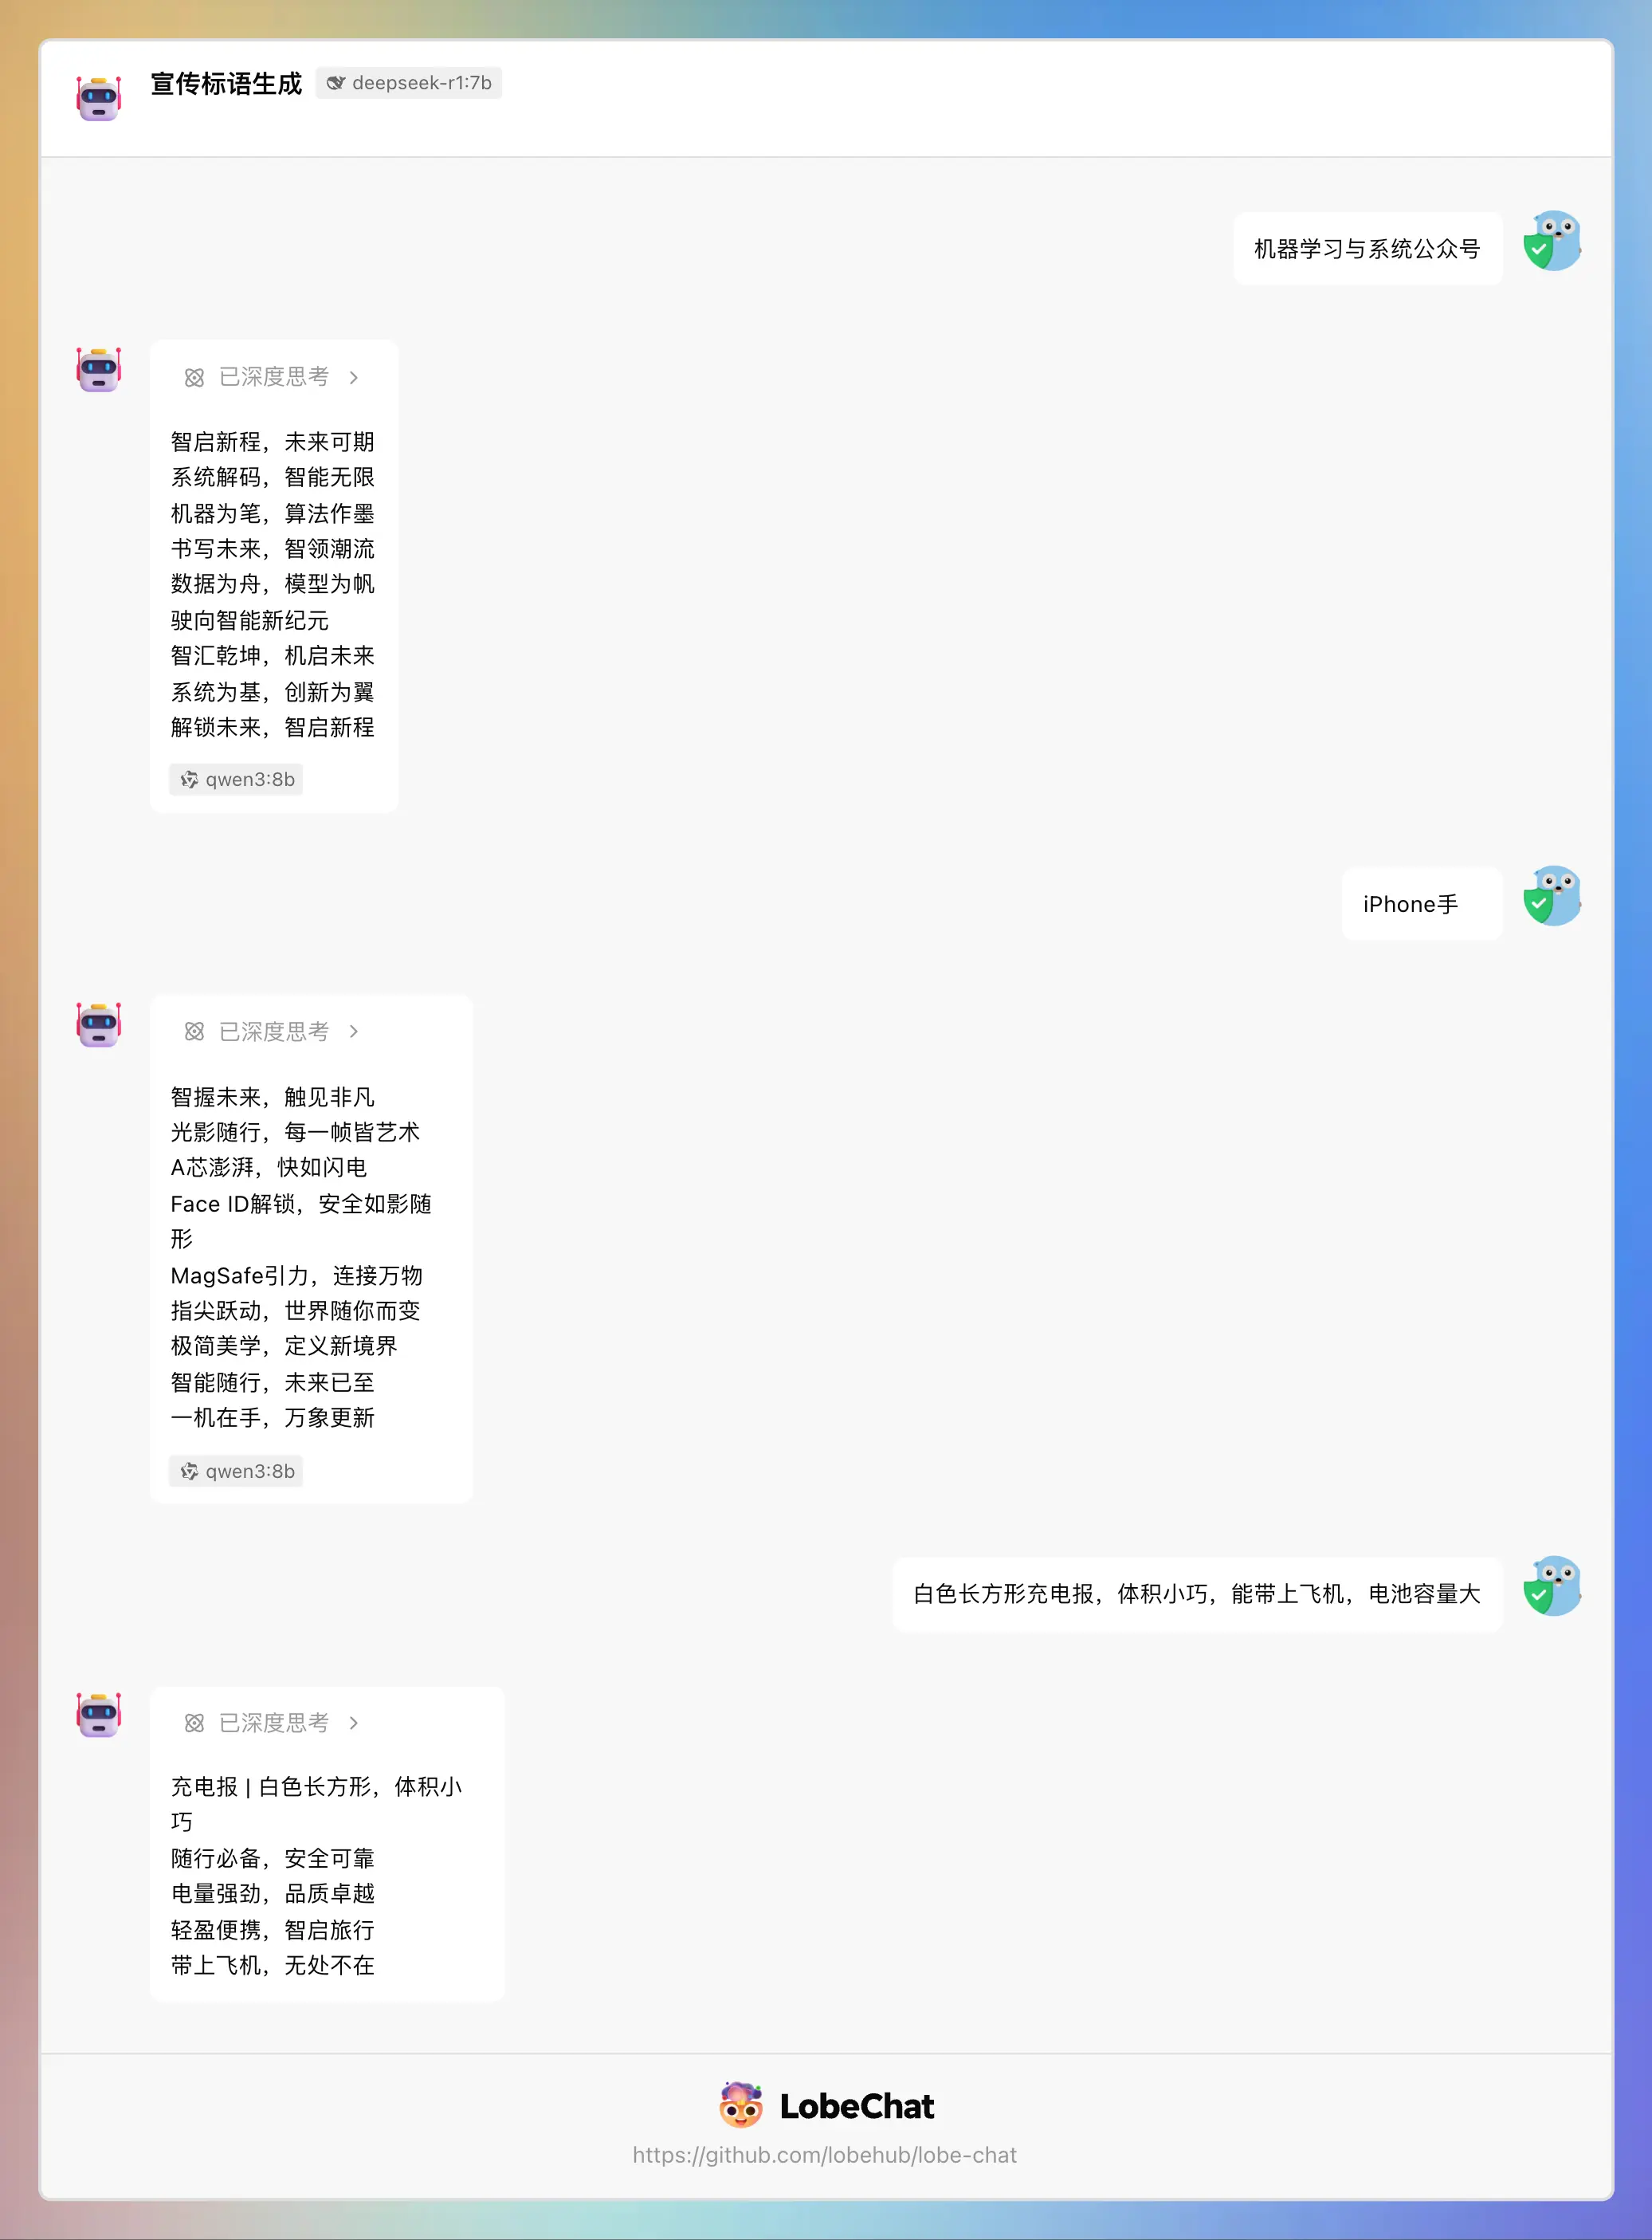 宣传标语生成 deepseek-r1:7b
机器学习与系统公众号
已深度思考
智启新程，未来可期
系统解码，智能无限
机器为笔，算法作墨
书写未来，智领潮流
数据为舟，模型为帆
驶向智能新纪元
智汇乾坤，机启未来
系统为基，创新为翼
解锁未来，智启新程
qwen3:8b
iPhone手
已深度思考
智握未来，触见非凡
光影随行，每一帧皆艺术
A芯澎湃，快如闪电
Face ID解锁，安全如影随
形
MagSafe引力，连接万物
指尖跃动，世界随你而变
极简美学，定义新境界
智能随行，未来已至
一机在手，万象更新
qwen3:8b
白色长方形充电报，体积小巧，能带上飞机，电池容量大
已深度思考
充电报 | 白色长方形，体积小
巧
随行必备，安全可靠
电量强劲，品质卓越
轻盈便携，智启旅行
带上飞机，无处不在
LobeChat
https://github.com/lobehub/lobe-chat